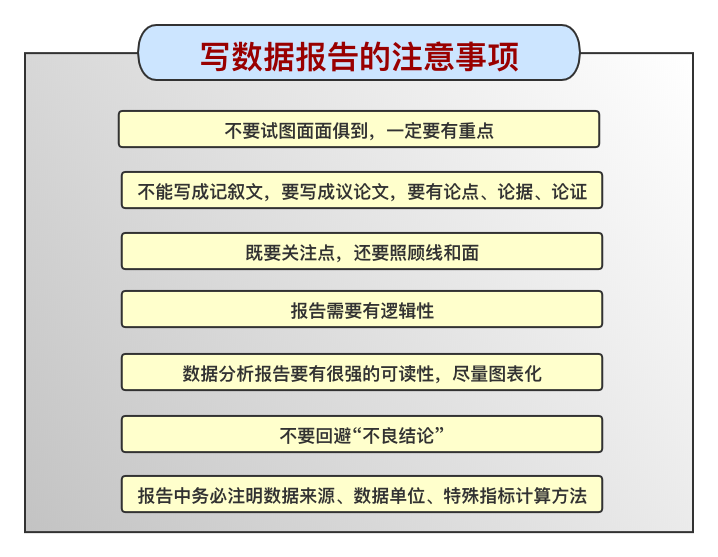 写数据报告的注意事项
不要试图面面俱到，一定要有重点
不能写成记叙文，要写成议论文，要有论点、论据、论证
既要关注点，还要照顾线和面
报告需要有逻辑性
数据分析报告要有很强的可读性，尽量图表化
不要回避“不良结论”
报告中务必注明数据来源、数据单位、特殊指标计算方法